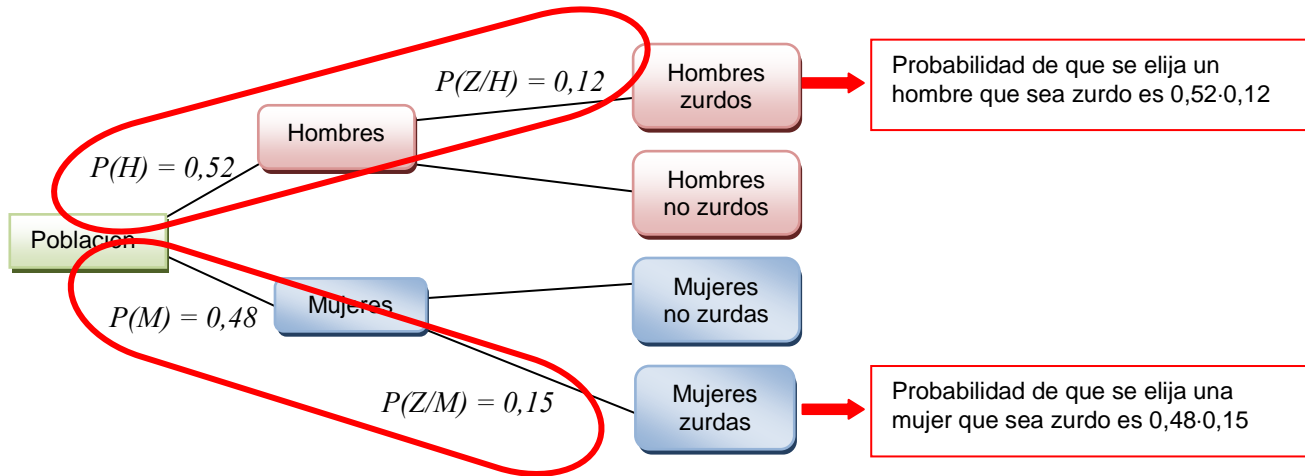 P(Z/H) = 0,12
Hombres
zurdos
Probabilidad de que se elija un
hombre que sea zurdo es 0,52·0,12
Hombres
P(H) = 0,52
Hombres
no zurdos
Población
Mujeres
no zurdas
Mujeres
P(M) = 0,48
P(Z/M) = 0,15
Mujeres
zurdas
Probabilidad de que se elija una
mujer que sea zurdo es 0,48·0,15